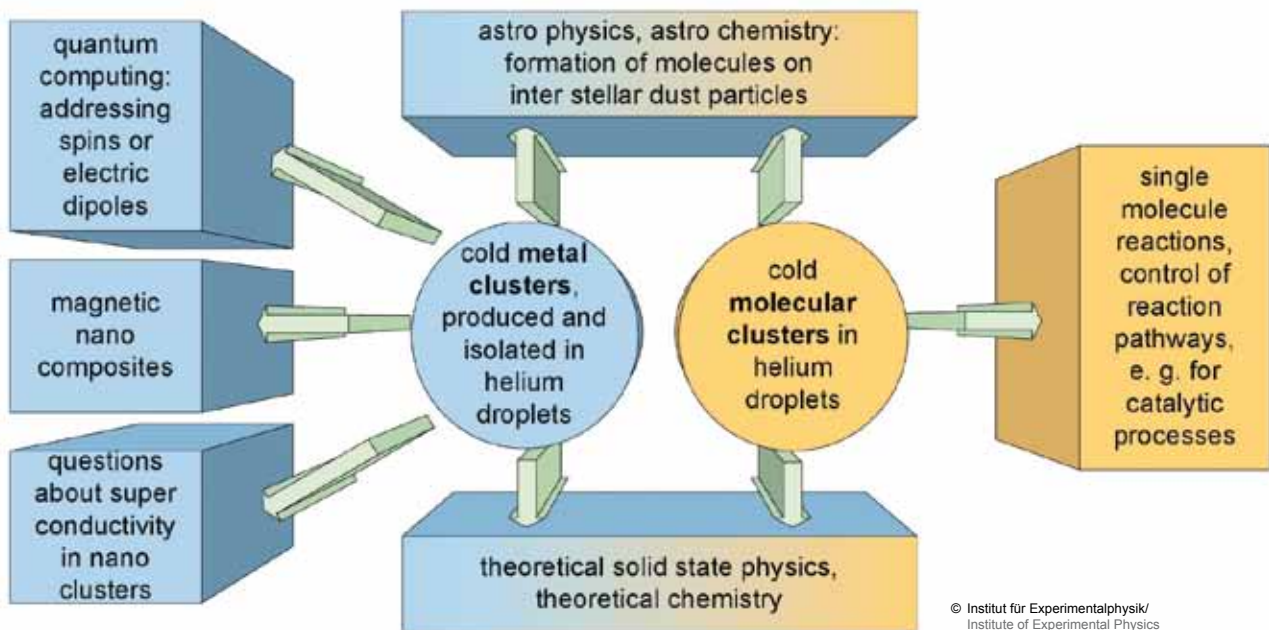 quantum
computing:
addressing
spins or
electric
dipoles
astro physics, astro chemistry:
formation of molecules on
inter stellar dust particles
magnetic
nano
composites
cold metal
clusters,
produced and
isolated in
helium
droplets
cold
molecular
clusters in
helium
droplets
single
molecule
reactions,
control of
reaction
pathways,
e. g. for
catalytic
processes
questions
about super
conductivity
in nano
clusters
theoretical solid state physics,
theoretical chemistry
© Institut für Experimentalphysik/
Institute of Experimental Physics